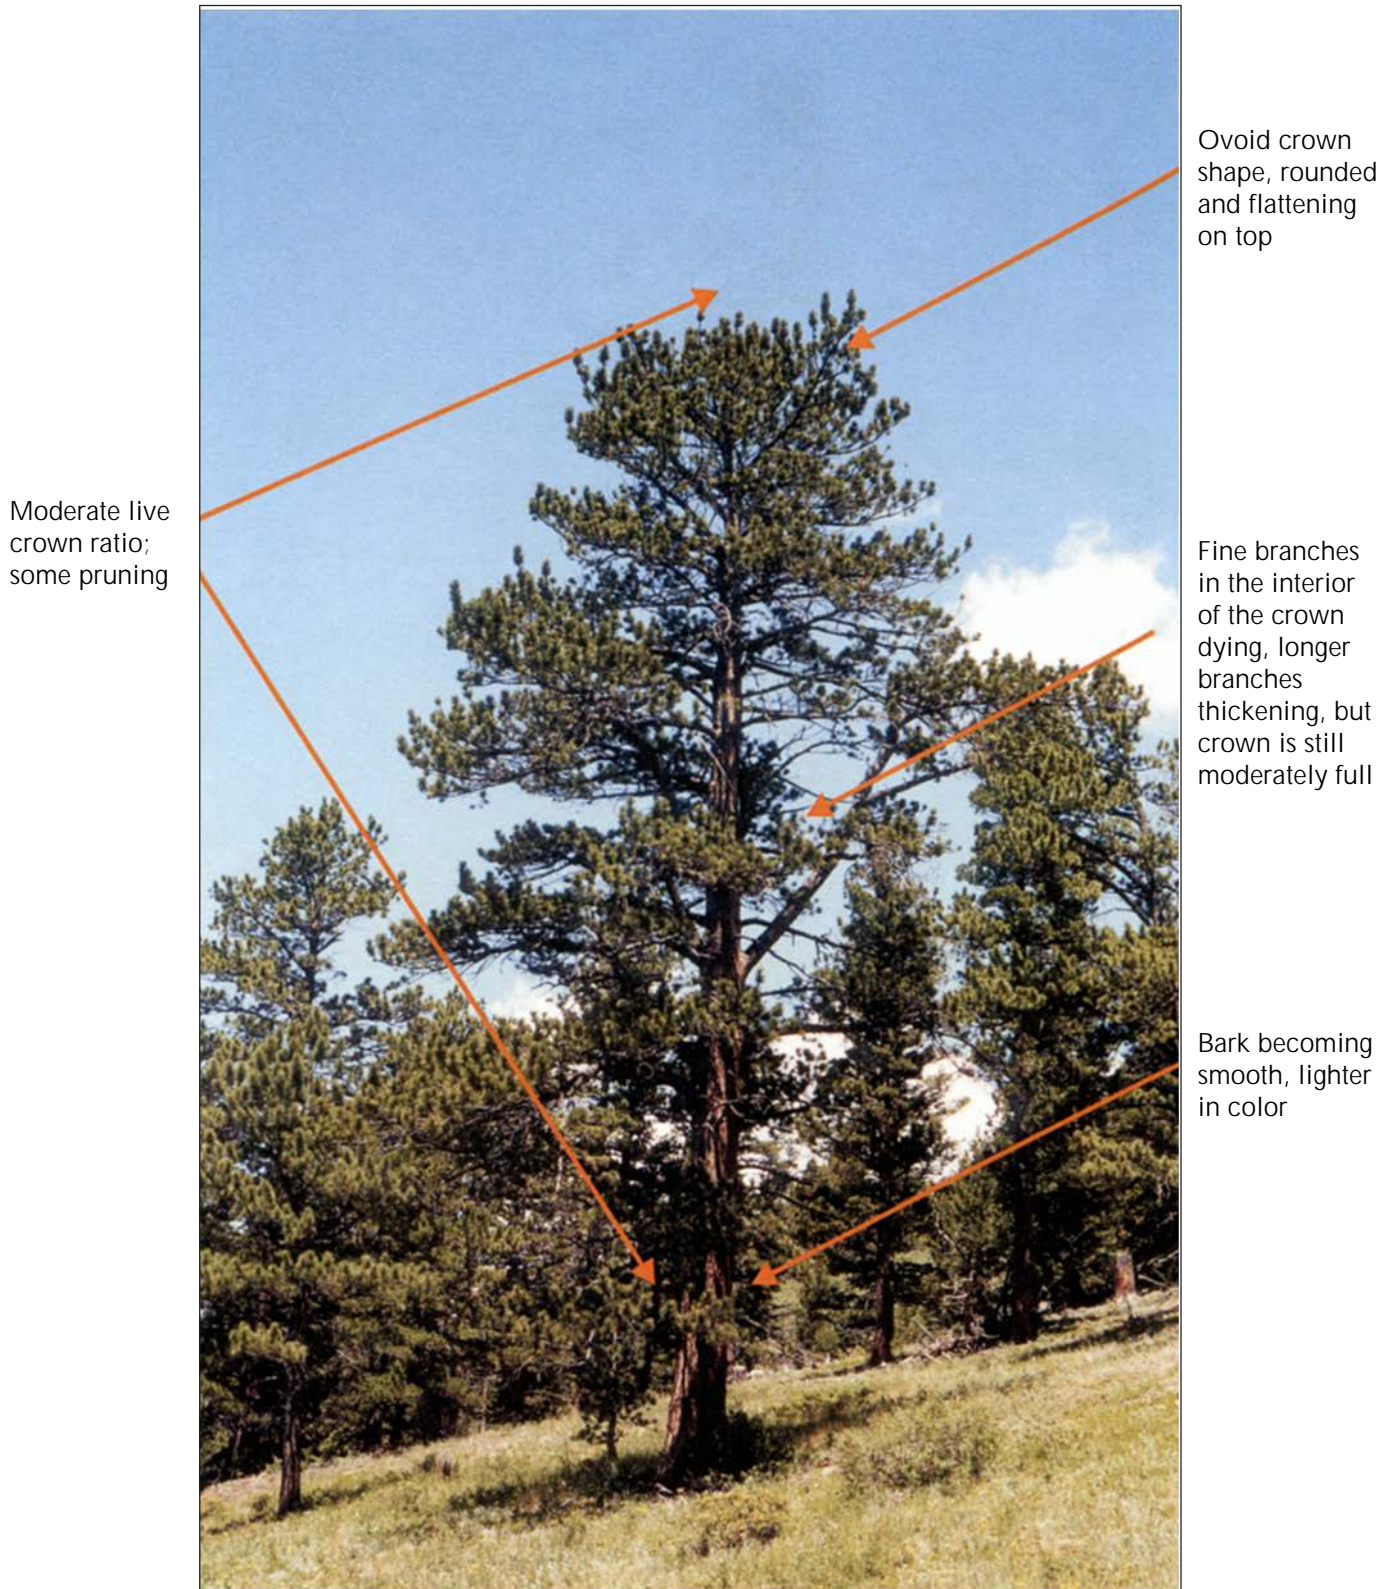 Ovoid crown
shape, rounded
and flattening
on top
Moderate live
crown ratio;
some pruning
Fine branches
in the interior
of the crown
dying, longer
branches
thickening, but
crown is still
moderately full
Bark becoming
smooth, lighter
in color